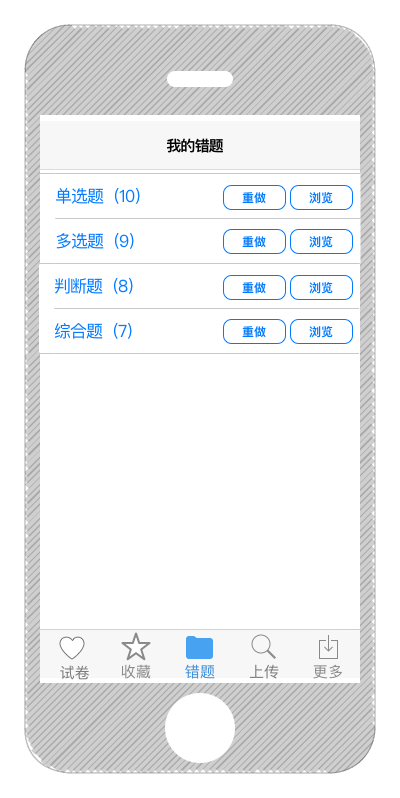 我的错题
单选题（10） 重做 浏览
多选题（9） 重做 浏览
判断题（8） 重做 浏览
综合题（7） 重做 浏览
试卷 收藏 错题 上传 更多